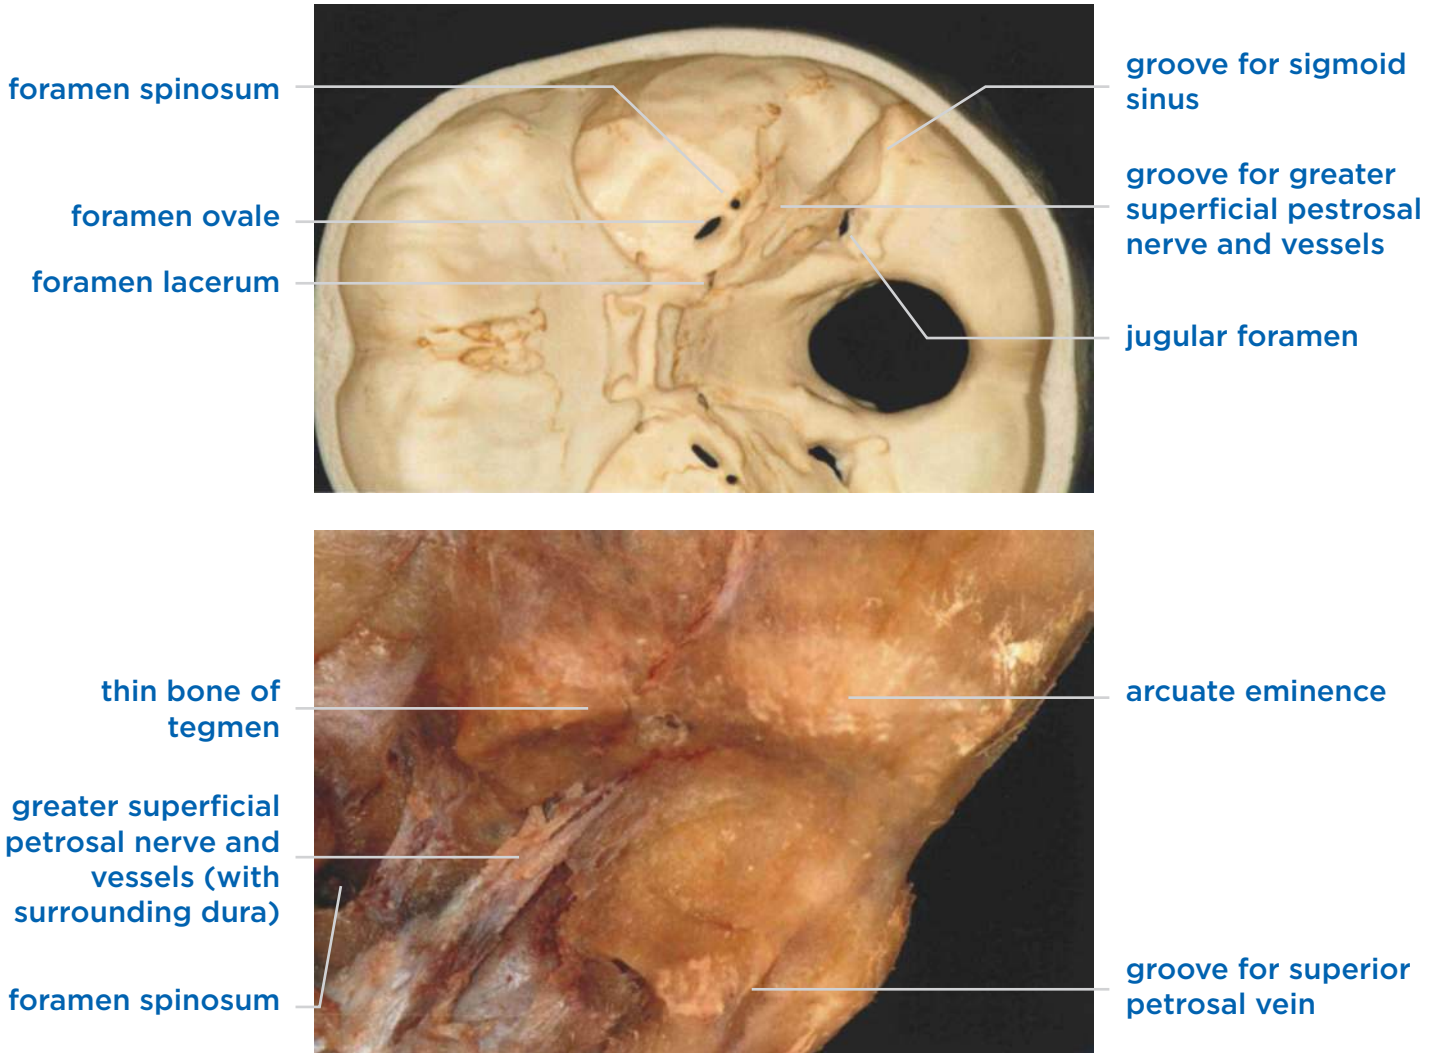 foramen spinosum
foramen ovale
foramen lacerum
groove for sigmoid
sinus
groove for greater
superficial pestrosal
nerve and vessels
jugular foramen
thin bone of
tegmen
greater superficial
petrosal nerve and
vessels (with
surrounding dura)
foramen spinosum
arcuate eminence
groove for superior
petrosal vein